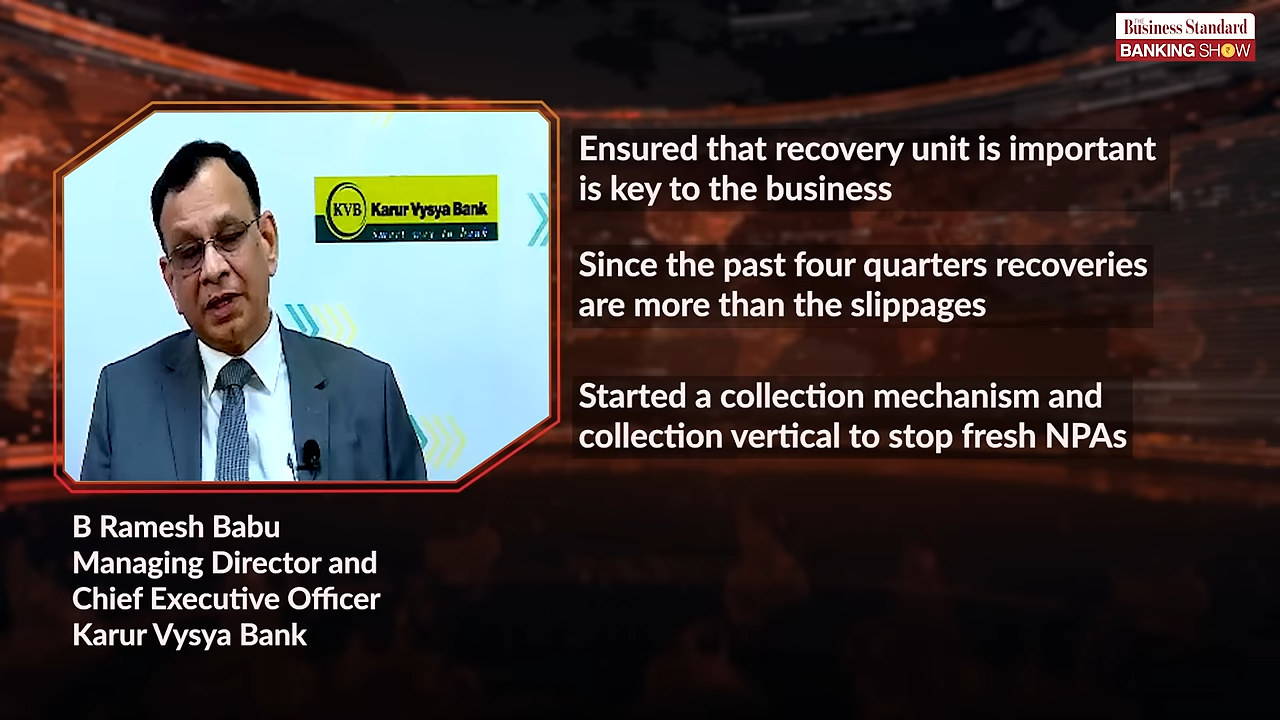 THE
Business Standard
BANKING SHOW
KVB Karur Vysya Bank
Smart way to bank
Ensured that recovery unit is important
is key to the business
Since the past four quarters recoveries
are more than the slippages
Started a collection mechanism and
collection vertical to stop fresh NPAs
B Ramesh Babu
Managing Director and
Chief Executive Officer
Karur Vysya Bank